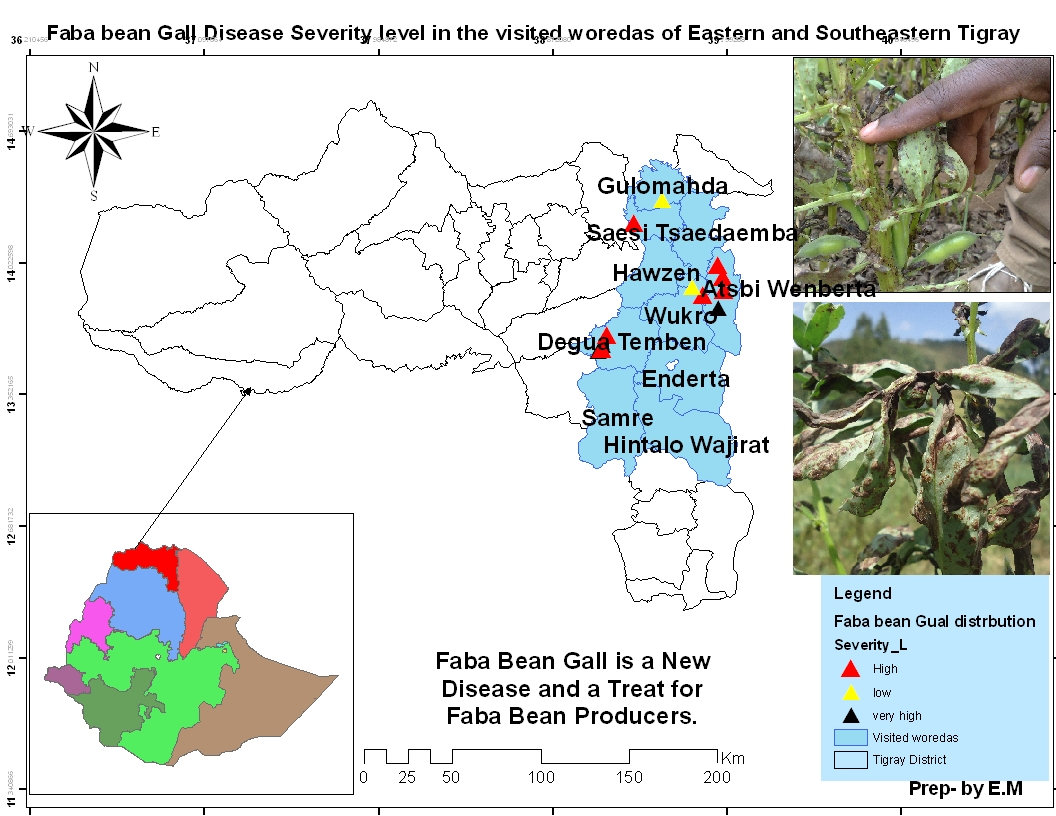 Faba bean Gall Disease Severity level in the visited woredas of Eastern and Southeastern Tigray
36
37
38
39
40
N
W
E
S
14
14
13
12
12
11
Gulomahda
Saesi Tsaedaemba
Hawzen
Atsbi Wenberta
Wukro
Degua Temben
Enderta
Samre
Hintalo Wajirat
Faba Bean Gall is a New
Disease and a Treat for
Faba Bean Producers.
Km
0 25 50 100 150 200
Legend
Faba bean Gual distrbution
Severity_L
High
low
very high
Visited woredas
Tigray District
Prep- by E.M